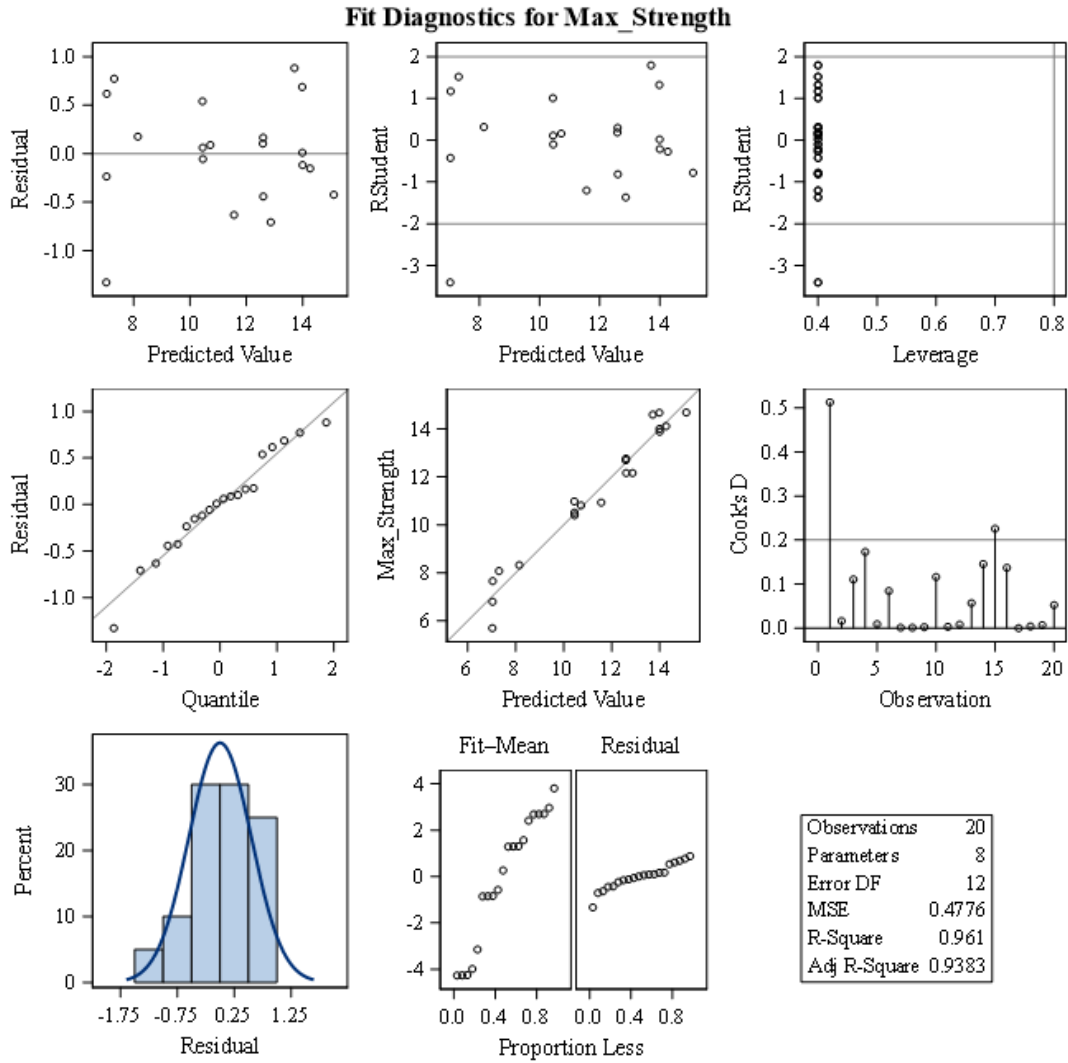 Fit Diagnostics for Max_Strength
Residual
1.0
0.5
0.0
-0.5
-1.0
8 10 12 14
Predicted Value
RStudent
2
1
0
-1
-2
-3
8 10 12 14
Predicted Value
RStudent
2
1
0
-1
-2
-3
0.4 0.5 0.6 0.7 0.8
Leverage
Residual
1.0
0.5
0.0
-0.5
-1.0
-2 -1 0 1 2
Quantile
Max_Strength
14
12
10
8
6
6 8 10 12 14
Predicted Value
Cook's D
0.5
0.4
0.3
0.2
0.1
0.0
0 5 10 15 20
Observation
Percent
30
20
10
0
-1.75 -0.75 0.25 1.25
Residual
Fit–Mean Residual
4
2
0
-2
-4
0.0 0.4 0.8 0.0 0.4 0.8
Proportion Less
Observations 20
Parameters 8
Error DF 12
MSE 0.4776
R-Square 0.961
Adj R-Square 0.9383